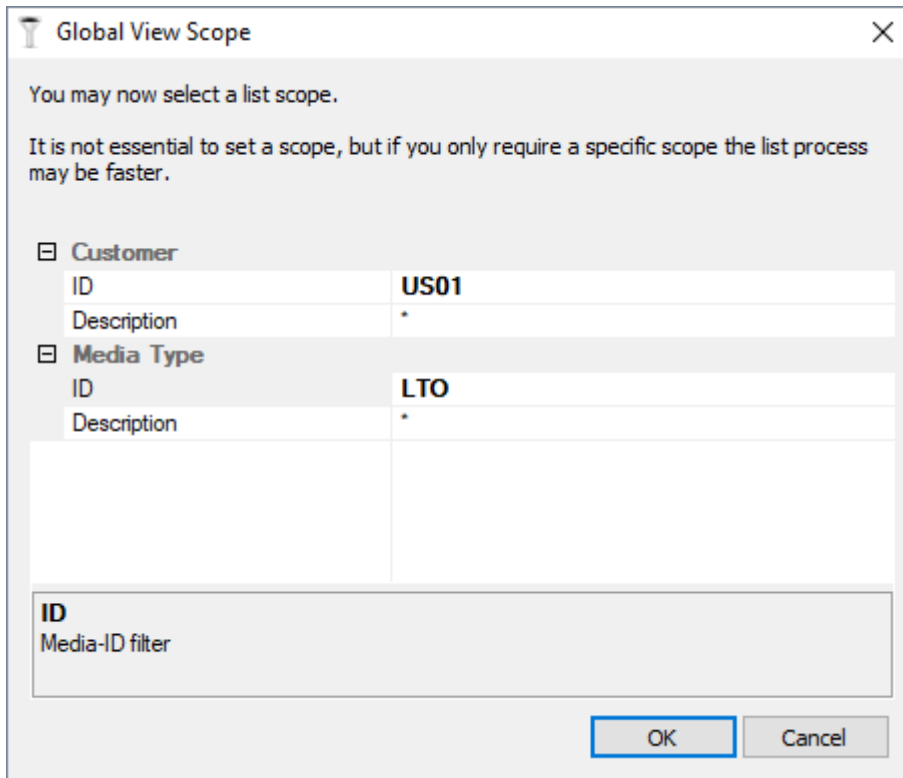 Global View Scope
You may now select a list scope.
It is not essential to set a scope, but if you only require a specific scope the list process
may be faster.
Customer
ID US01
Description *
Media Type
ID LTO
Description *
ID
Media-ID filter
OK Cancel